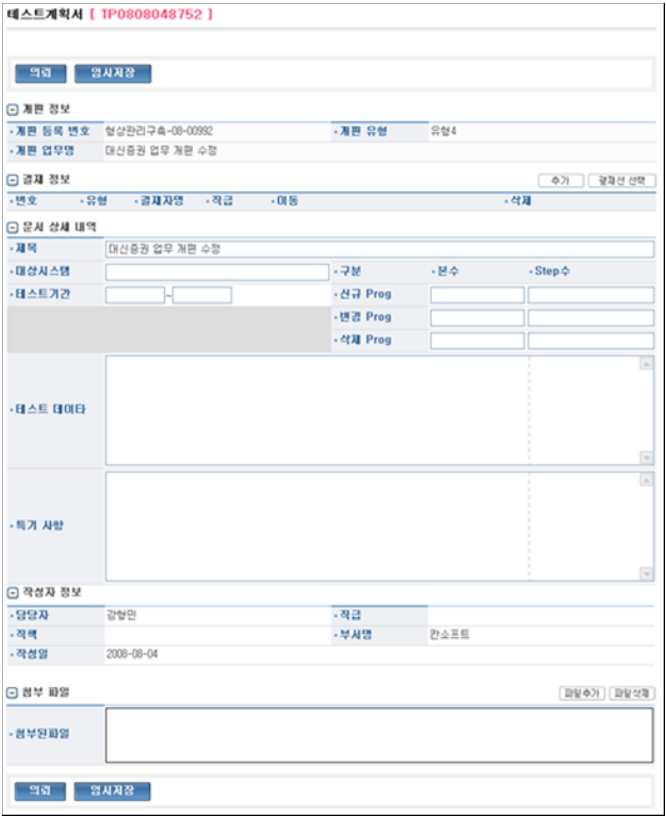 테스트계획서 [ TP0808048752 ]
의뢰 임시저장
개편 정보
개편 등록 번호 형상관리구축-08-00992 개편 유형 유형4
개편 업무명 대신증권 업무 개편 수정
결재 정보 추가 결재선 선택
번호 유형 결재자명 직급 이동 삭제
문서 상세 내역
제목 대신증권 업무 개편 수정
대상시스템 구분 본수 Step수
테스트기간 ~ 신규 Prog
변경 Prog
삭제 Prog
테스트 데이타
특기 사항
작성자 정보
담당자 강형민 직급
직책 부서명 칸소프트
작성일 2008-08-04
첨부 파일 파일추가 파일삭제
첨부된파일
의뢰 임시저장